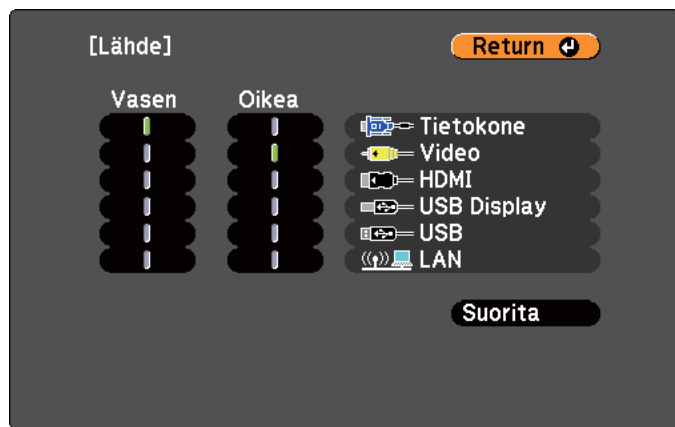 [Lähde]
Return
Vasen Oikea
Tietokone
Video
HDMI
USB Display
USB
LAN
Suorita